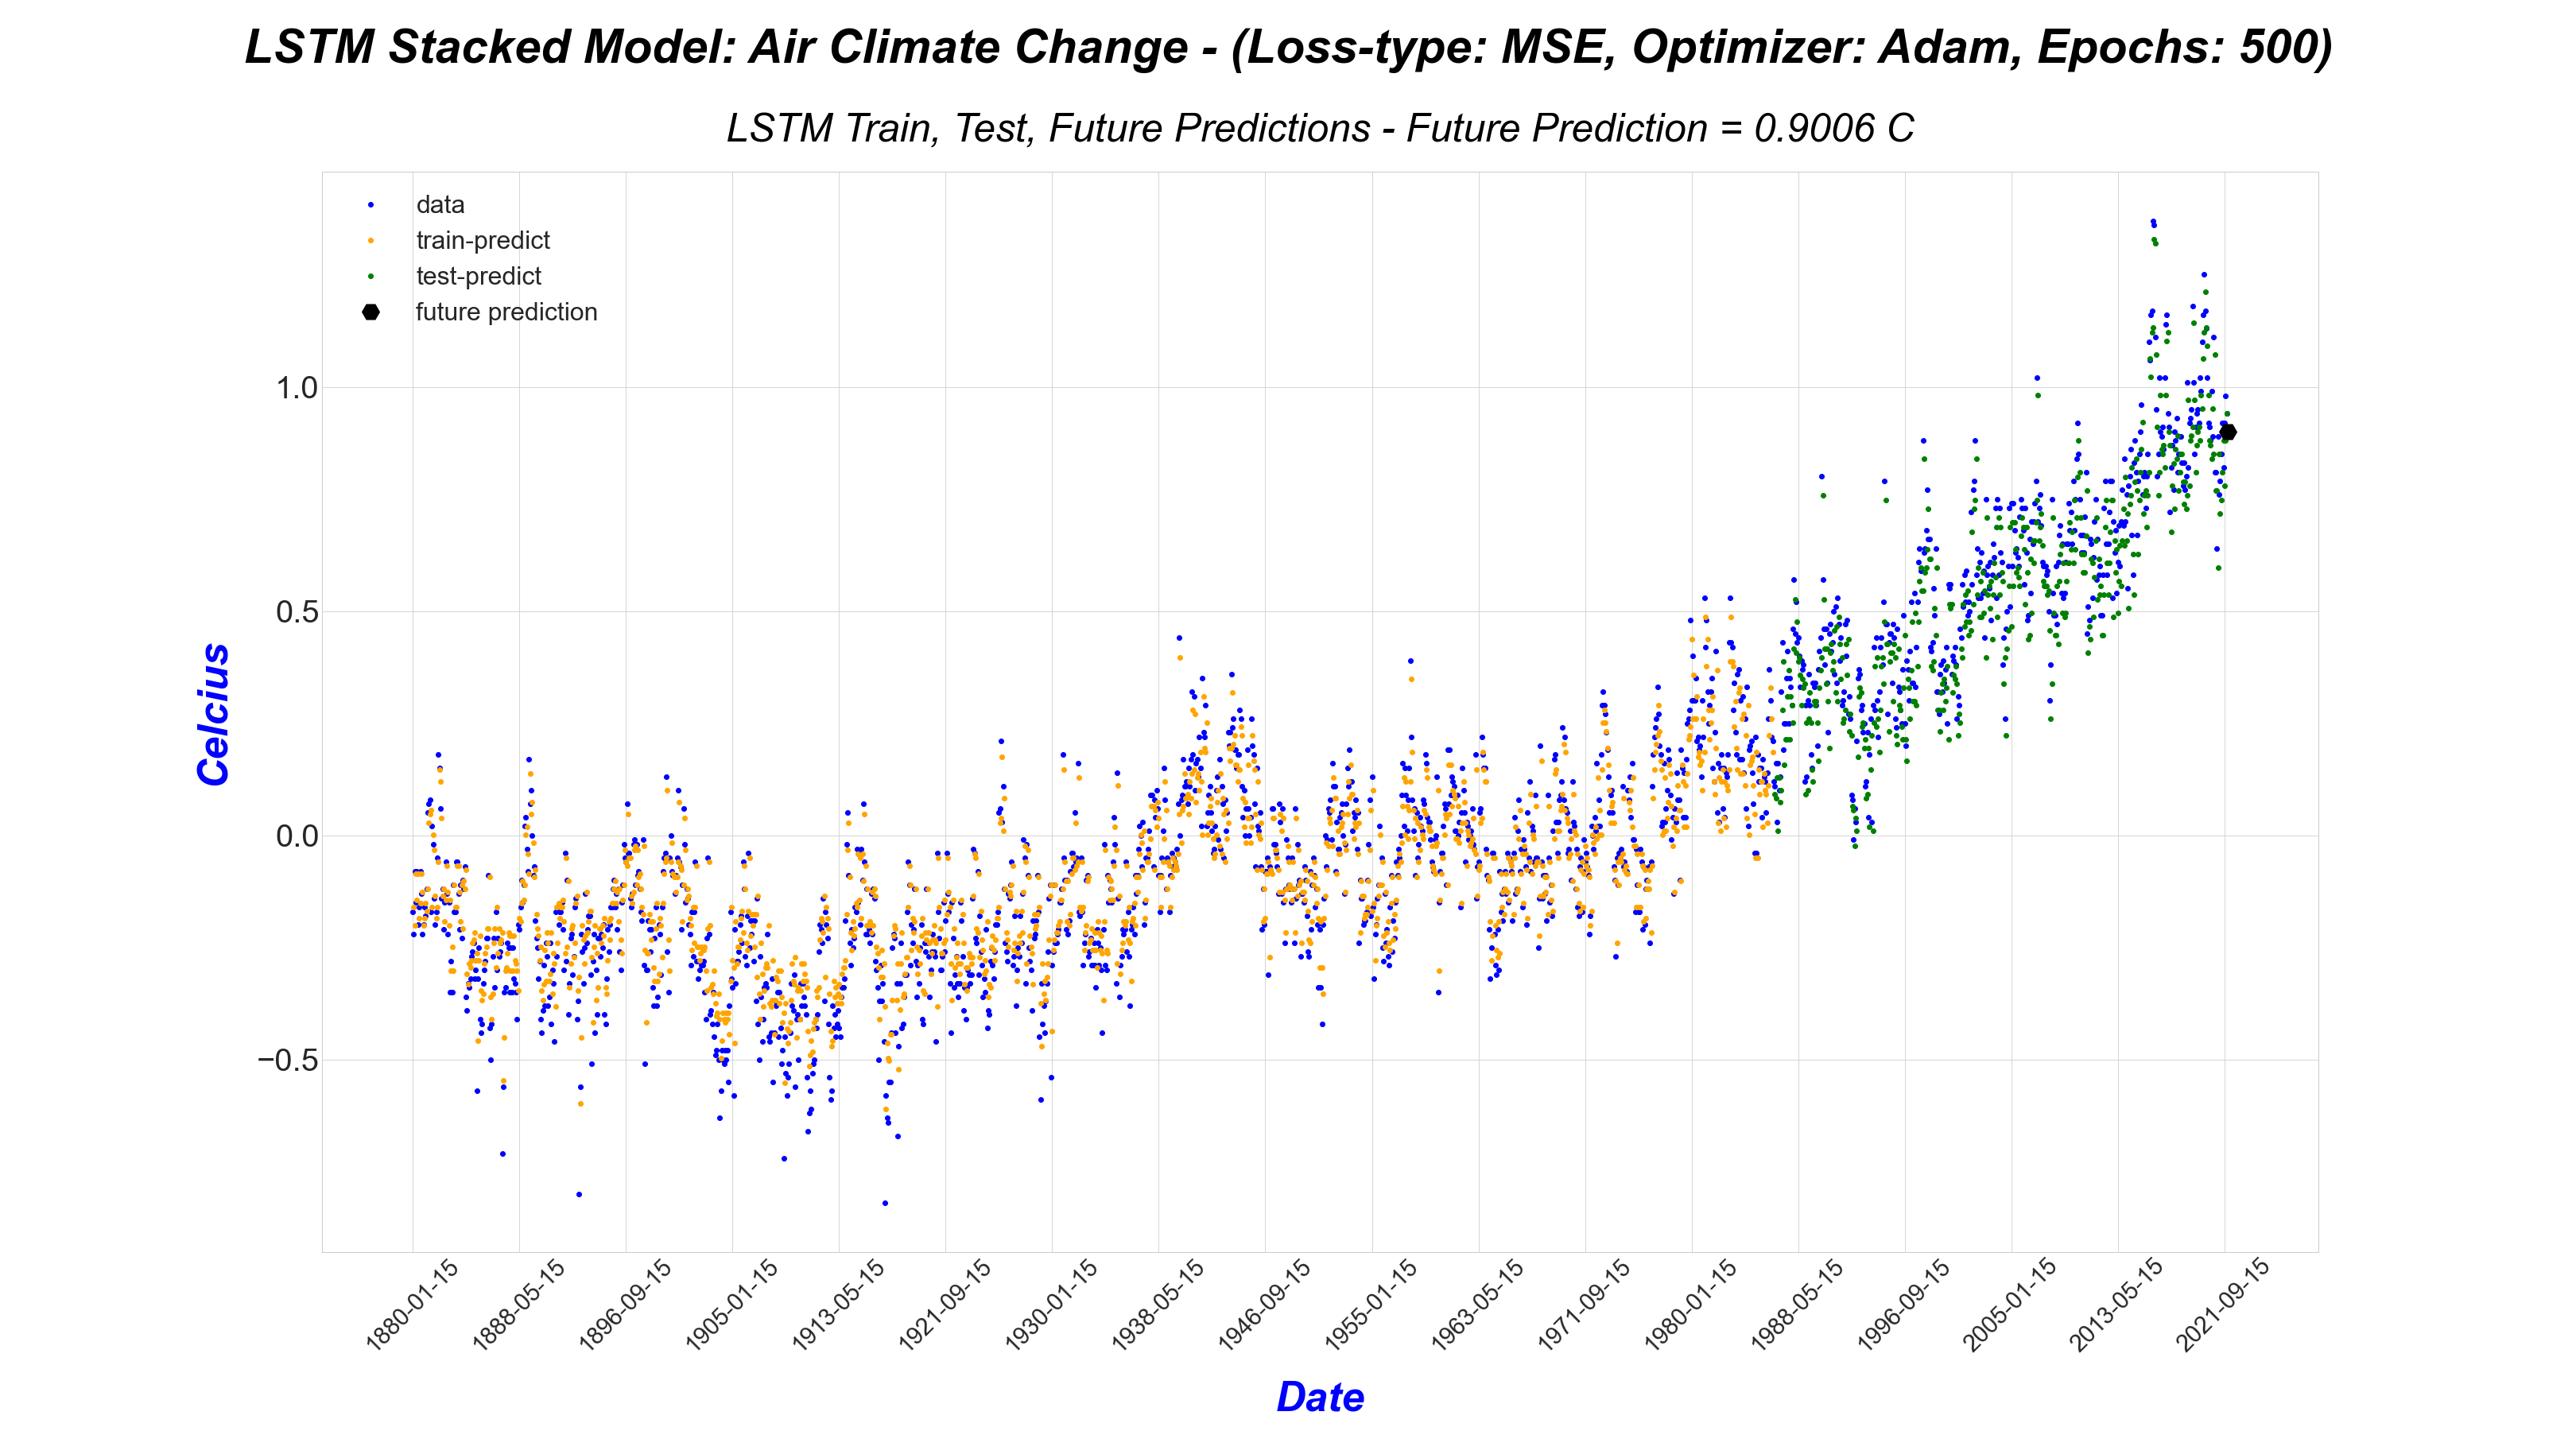 LSTM Stacked Model: Air Climate Change - (Loss-type: MSE, Optimizer: Adam, Epochs: 500)
LSTM Train, Test, Future Predictions - Future Prediction = 0.9006 C
data
train-predict
test-predict
future prediction
1.0
0.5
0.0
−0.5
Celcius
1880-01-15
1888-05-15
1896-09-15
1905-01-15
1913-05-15
1921-09-15
1930-01-15
1938-05-15
1946-09-15
1955-01-15
1963-05-15
1971-09-15
1980-01-15
1988-05-15
1996-09-15
2005-01-15
2013-05-15
2021-09-15
Date